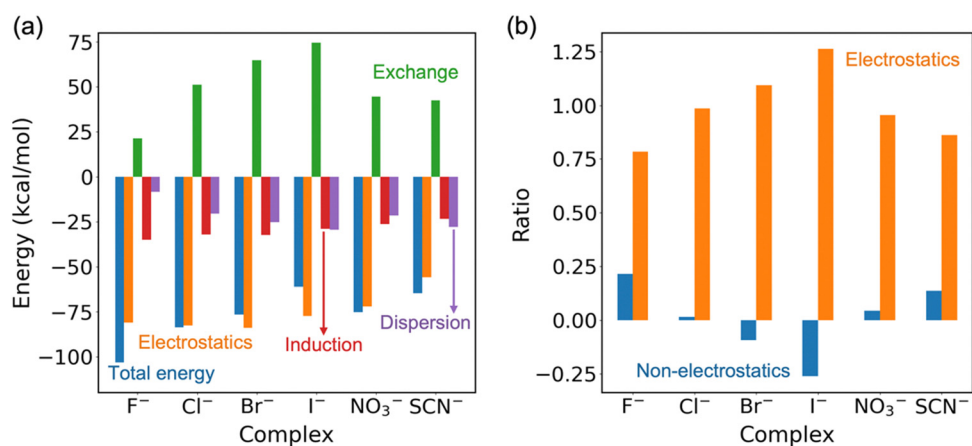 (a)
Energy (kcal/mol)
75
50
25
0
−25
−50
−75
−100
Exchange
Electrostatics
Total energy
Induction
Dispersion
F⁻ Cl⁻ Br⁻ I⁻ NO₃⁻ SCN⁻
Complex
(b)
Ratio
1.25
1.00
0.75
0.50
0.25
0.00
−0.25
Electrostatics
Non-electrostatics
F⁻ Cl⁻ Br⁻ I⁻ NO₃⁻ SCN⁻
Complex